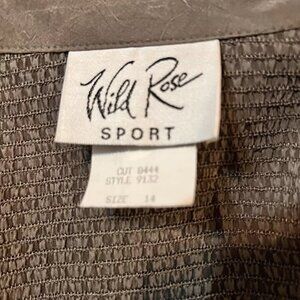 Wild Rose
SPORT
CUT 8444
STYLE 9132
SIZE 14